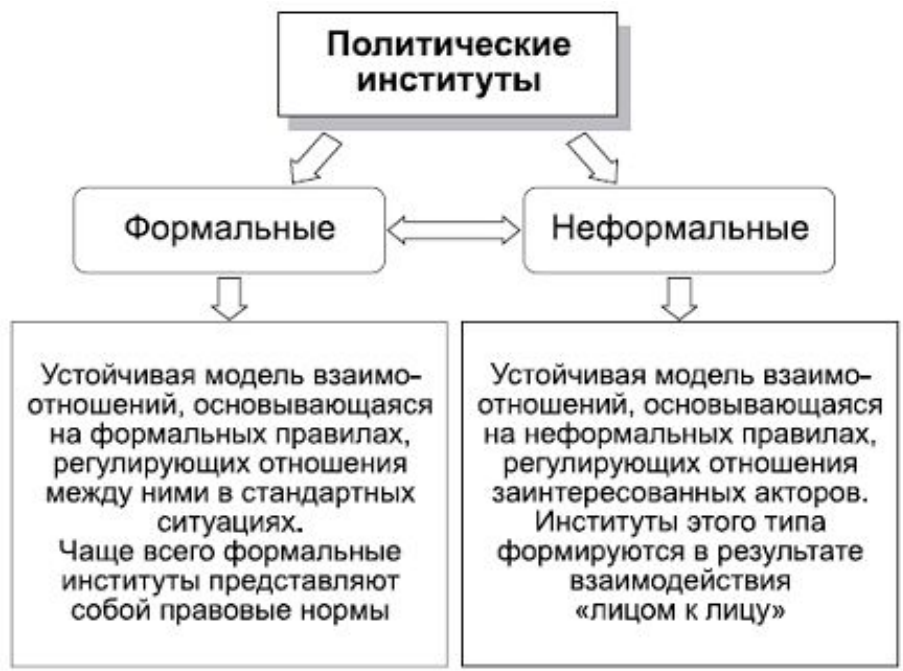 Политические
институты
Формальные
Неформальные
Устойчивая модель взаимо-
отношений, основывающаяся
на формальных правилах,
регулирующих отношения
между ними в стандартных
ситуациях.
Чаще всего формальные
институты представляют
собой правовые нормы
Устойчивая модель взаимо-
отношений, основывающаяся
на неформальных правилах,
регулирующих отношения
заинтересованных акторов.
Институты этого типа
формируются в результате
взаимодействия
«лицом к лицу»